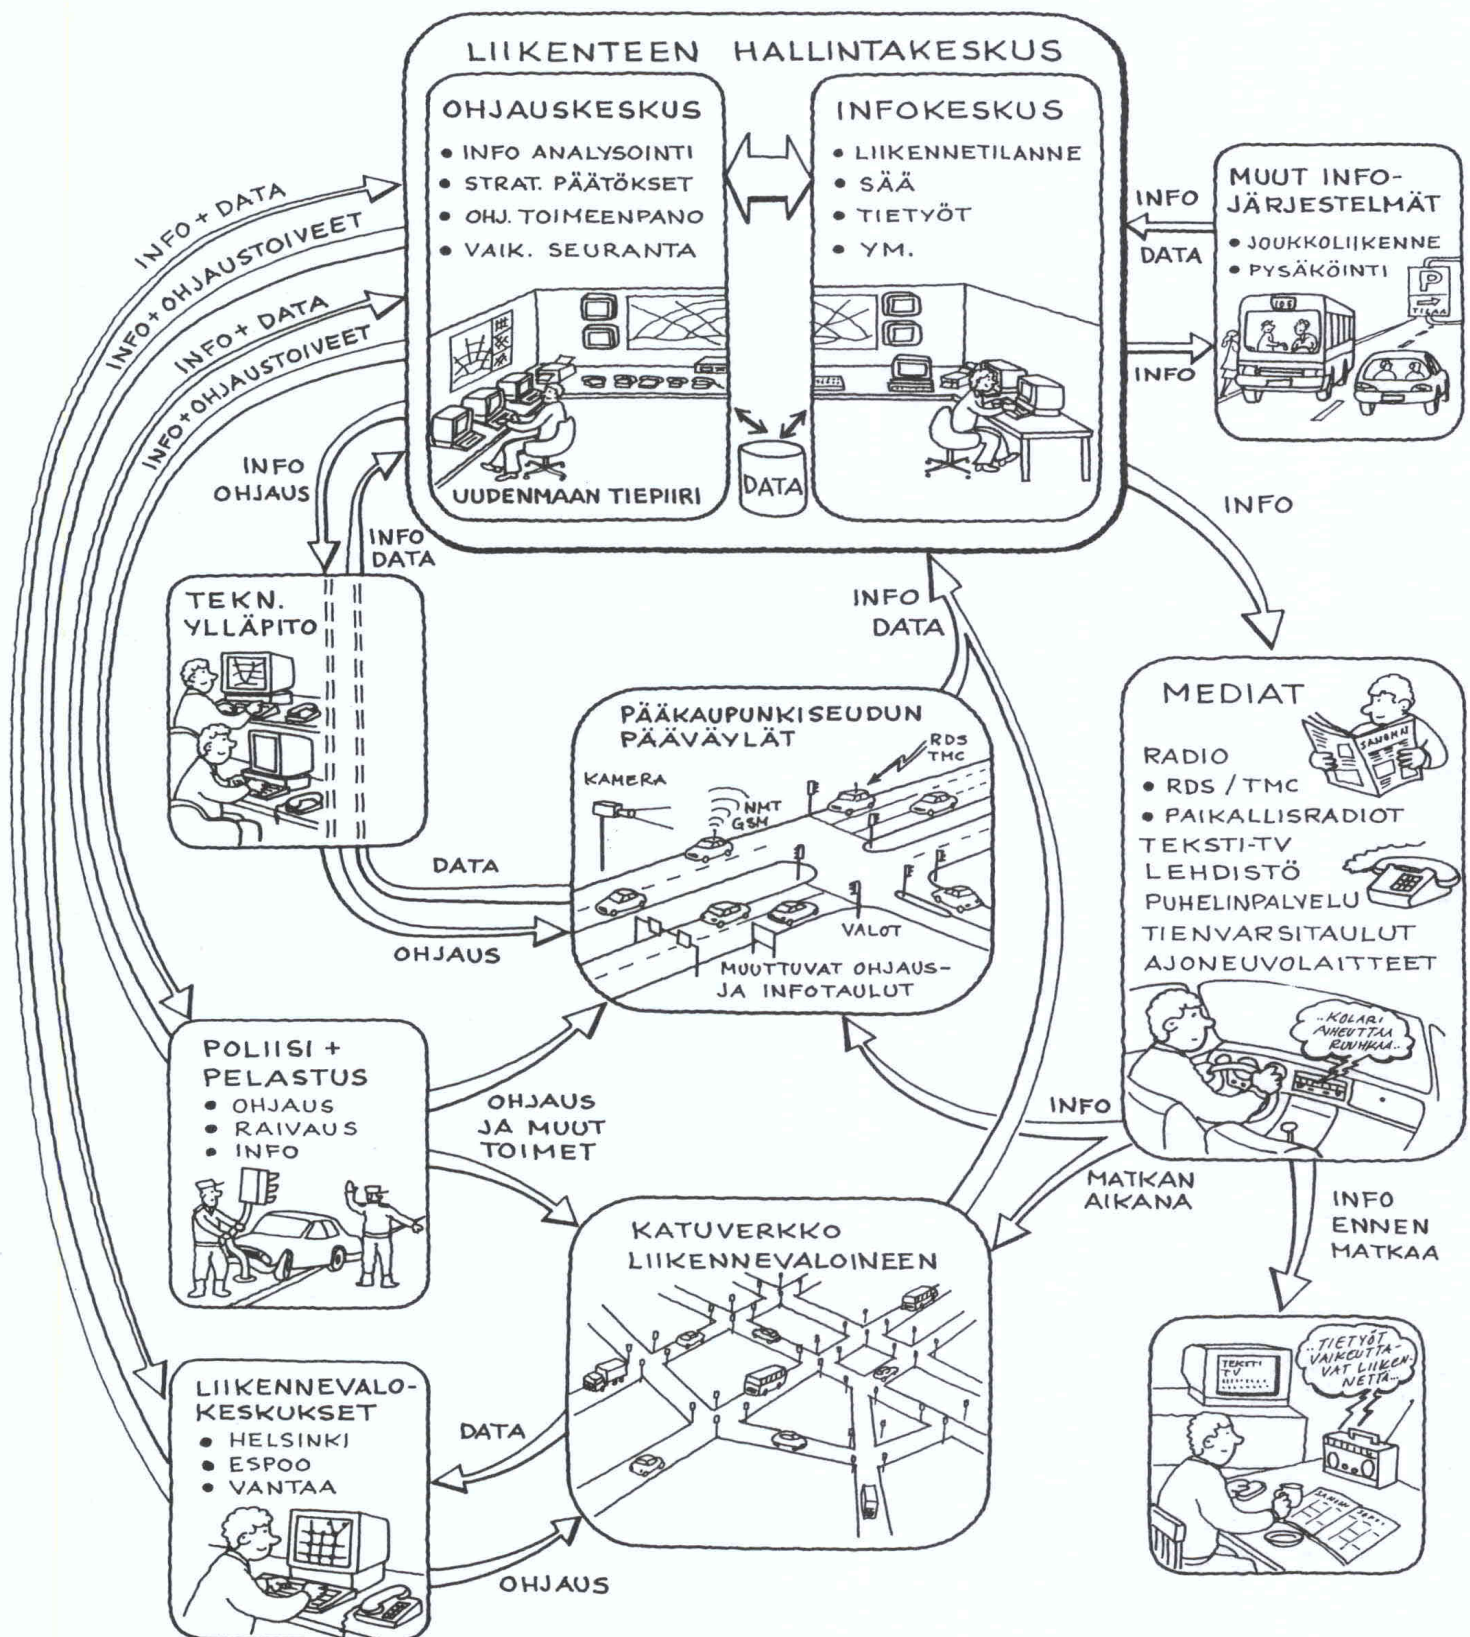 LIIKENTEEN HALLINTAKESKUS
OHJAUSKESKUS
• INFO ANALYSOINTI
• STRAT. PÄÄTÖKSET
• OHJ. TOIMEENPANO
• VAIK. SEURANTA
UUDENMAAN TIEPIIRI
DATA
INFOKESKUS
• LIIKENNETILANNE
• SÄÄ
• TIETYÖT
• YM.
INFO
DATA
INFO
MUUT INFO-
JÄRJESTELMÄT
• JOUKKOLIIKENNE
• PYSÄKÖINTI
P
TILAA
105
INFO + DATA
INFO + OHJAUSTOIVEET
INFO + DATA
INFO + OHJAUSTOIVEET
INFO
OHJAUS
INFO
DATA
TEKN.
YLLÄPITO
INFO
DATA
INFO
PÄÄKAUPUNKISEUDUN
PÄÄVÄYLÄT
RDS
TMC
KAMERA
NMT
GSM
VALOT
MUUTTUVAT OHJAUS-
JA INFOTAULUT
DATA
OHJAUS
MEDIAT
SANOMAT
RADIO
• RDS / TMC
• PAIKALLISRADIOT
TEKSTI-TV
LEHDISTÖ
PUHELINPALVELU
TIENVARSITAULUT
AJONEUVOLAITTEET
..KOLARI
AIHEUTTAA
RUUHKAA..
POLIISI +
PELASTUS
• OHJAUS
• RAIVAUS
• INFO
OHJAUS
JA MUUT
TOIMET
INFO
MATKAN
AIKANA
INFO
ENNEN
MATKAA
KATUVERKKO
LIIKENNEVALOINEEN
LIIKENNEVALO-
KESKUKSET
• HELSINKI
• ESPOO
• VANTAA
DATA
OHJAUS
TEKSTI
TV
..TIETYÖT
VAIKEUTTA-
VAT LIIKEN-
NETTÄ..